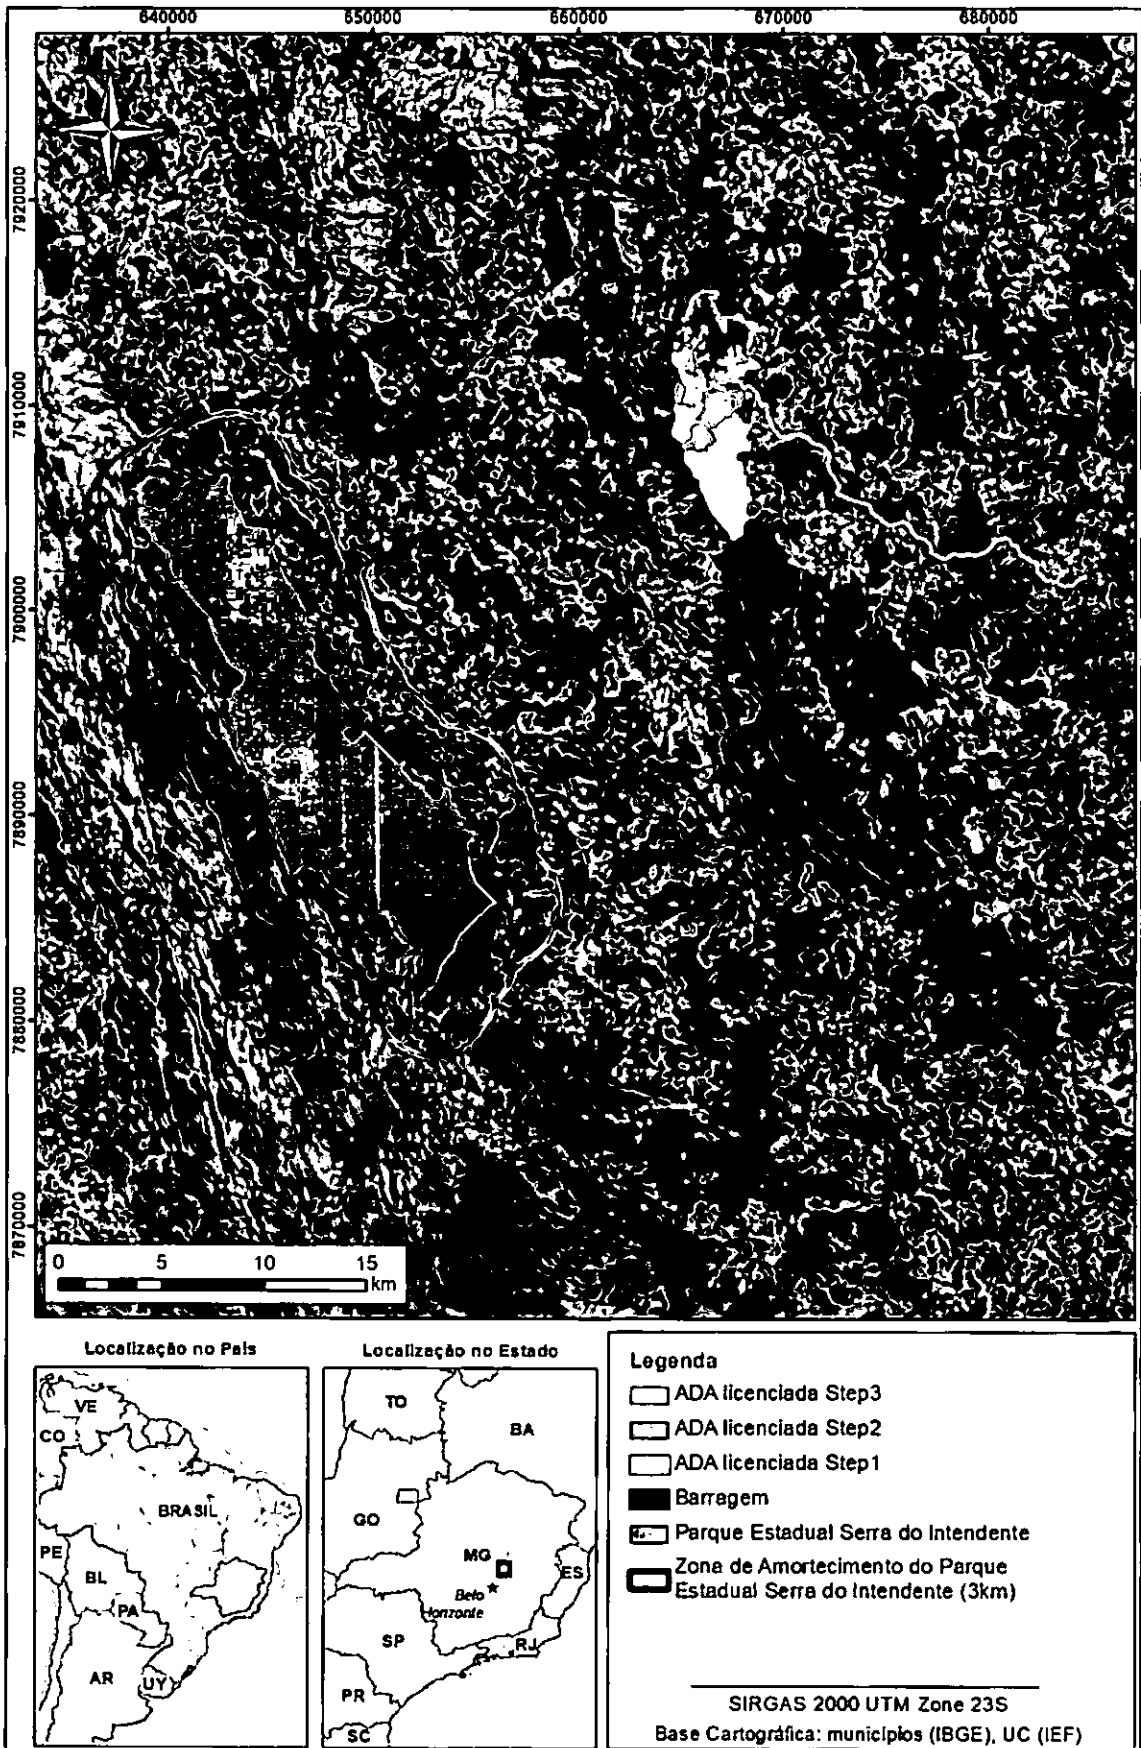 640000 650000 660000 670000 680000
N
7920000
7910000
7900000
7890000
7880000
7870000
0 5 10 15
km
Localização no País
VE
CO
BRASIL
PE
BL
PA
AR
UY
Localização no Estado
TO
BA
GO
MG
ES
Belo
Horizonte
SP
RJ
PR
SC
Legenda
ADA licenciada Step3
ADA licenciada Step2
ADA licenciada Step1
Barragem
Parque Estadual Serra do Intendente
Zona de Amortecimento do Parque
Estadual Serra do Intendente (3km)
SIRGAS 2000 UTM Zone 23S
Base Cartográfica: municípios (IBGE), UC (IEF)